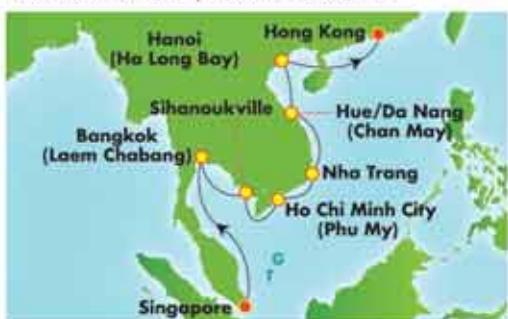 Hanoi
(Ha Long Bay)
Hong Kong
Sihanoukville
Hue/Da Nang
(Chan May)
Bangkok
(Laem Chabang)
Nha Trang
Ho Chi Minh City
(Phu My)
G
T
Singapore